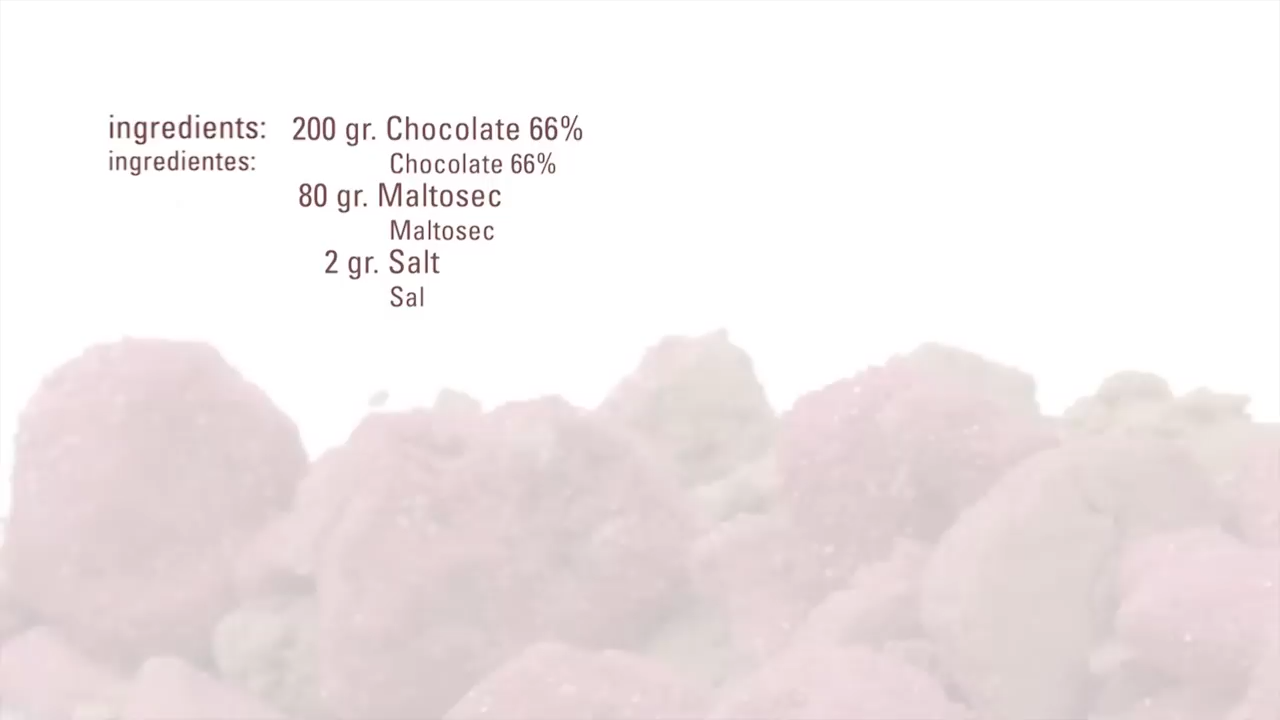 ingredients: 200 gr. Chocolate 66%
ingredientes: Chocolate 66%
80 gr. Maltosec
Maltosec
2 gr. Salt
Sal